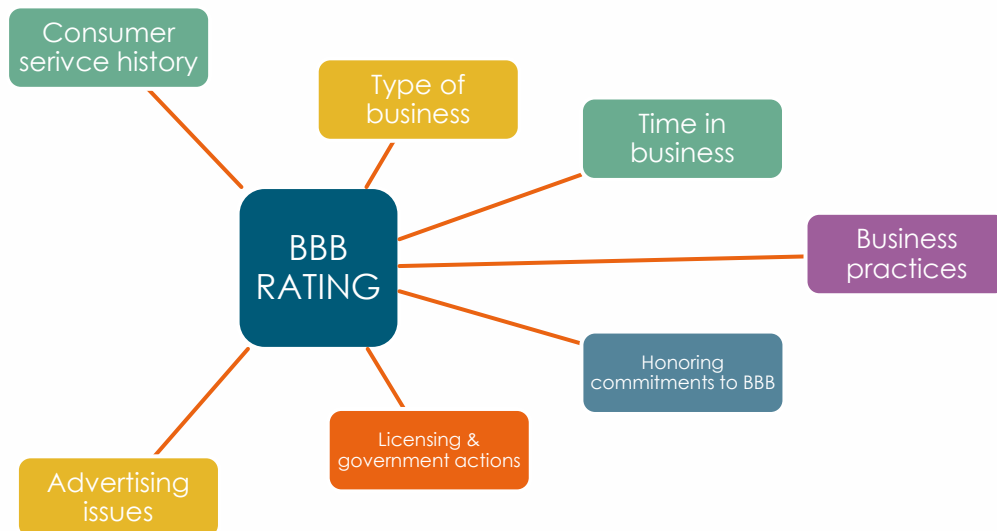 Consumer
serivce history
Type of
business
Time in
business
BBB
RATING
Business
practices
Honoring
commitments to BBB
Licensing &
government actions
Advertising
issues